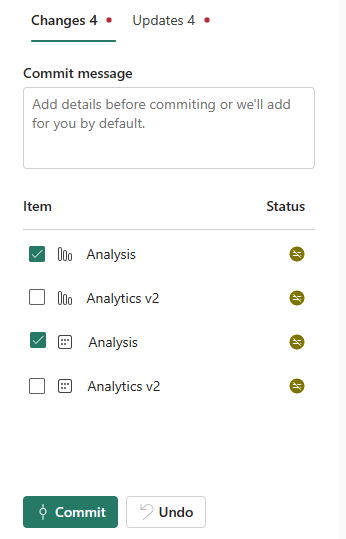 Changes 4
Updates 4
Commit message
Add details before commiting or we'll add
for you by default.
Item
Status
Analysis
Analytics v2
Analysis
Analytics v2
Commit
Undo